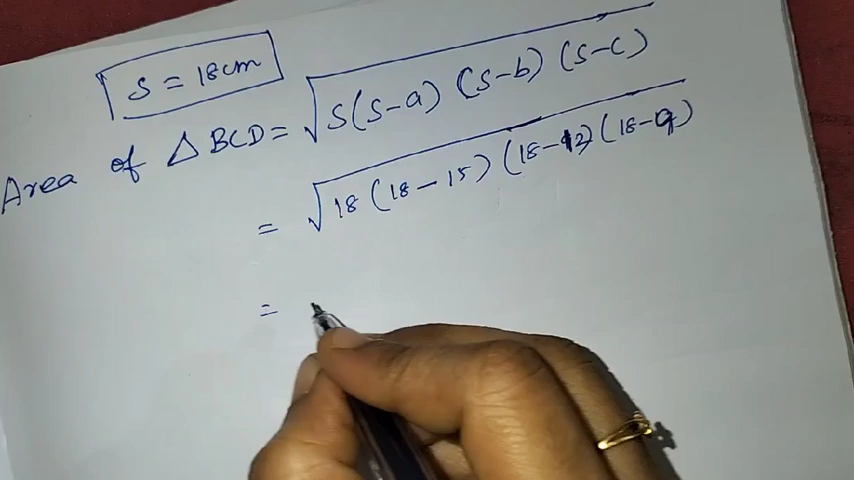 S = 18cm
Area of △BCD = √S(S-a) (S-b) (S-c)
= √18 (18-15) (18-12) (18-9)
=